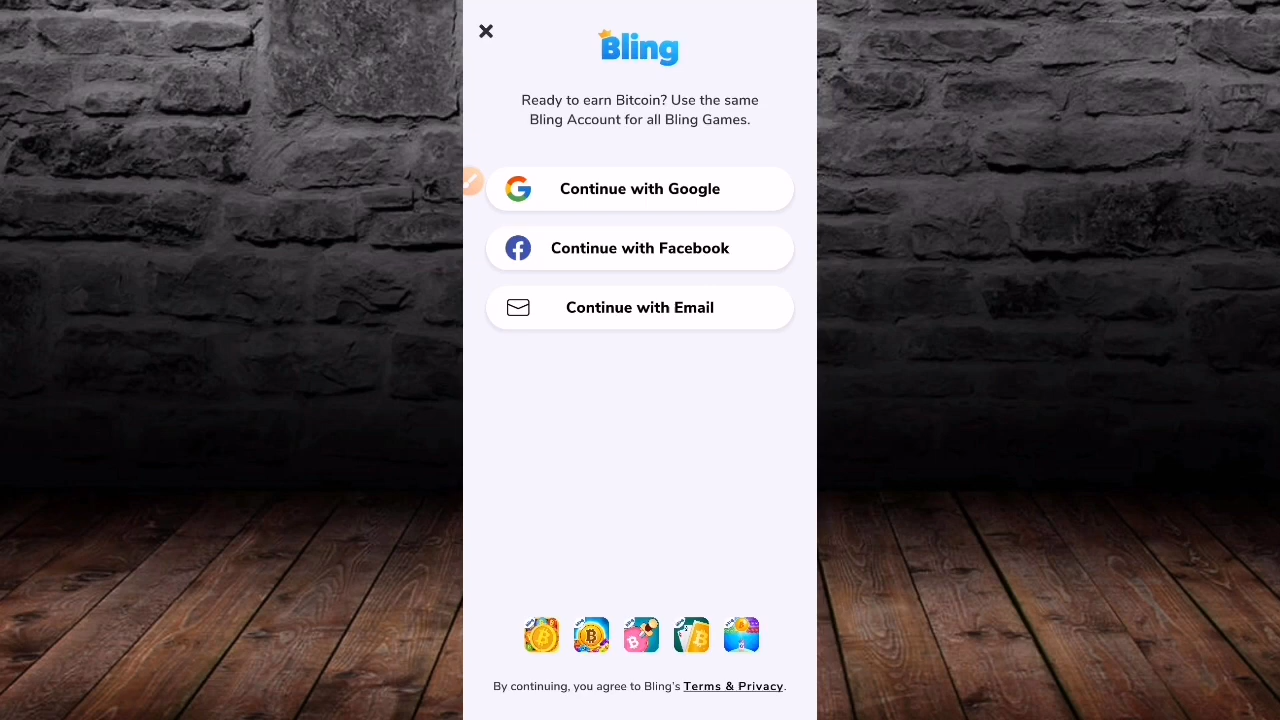 Bling
Ready to earn Bitcoin? Use the same
Bling Account for all Bling Games.
Continue with Google
Continue with Facebook
Continue with Email
By continuing, you agree to Bling's Terms & Privacy.